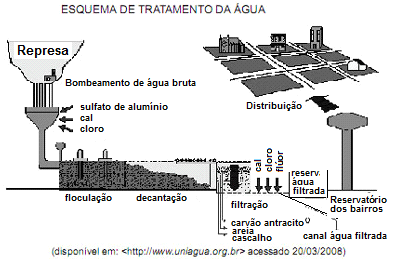 ESQUEMA DE TRATAMENTO DA ÁGUA
Represa
Bombeamento de água bruta
sulfato de alumínio
cal
cloro
Distribuição
floculação
decantação
filtração
cal
cloro
flúor
reserv.
água
filtrada
Reservatório
dos bairros
carvão antracitoº
areia
cascalho
canal água filtrada
(disponível em: <http://www.uniagua.org.br> acessado 20/03/2008)